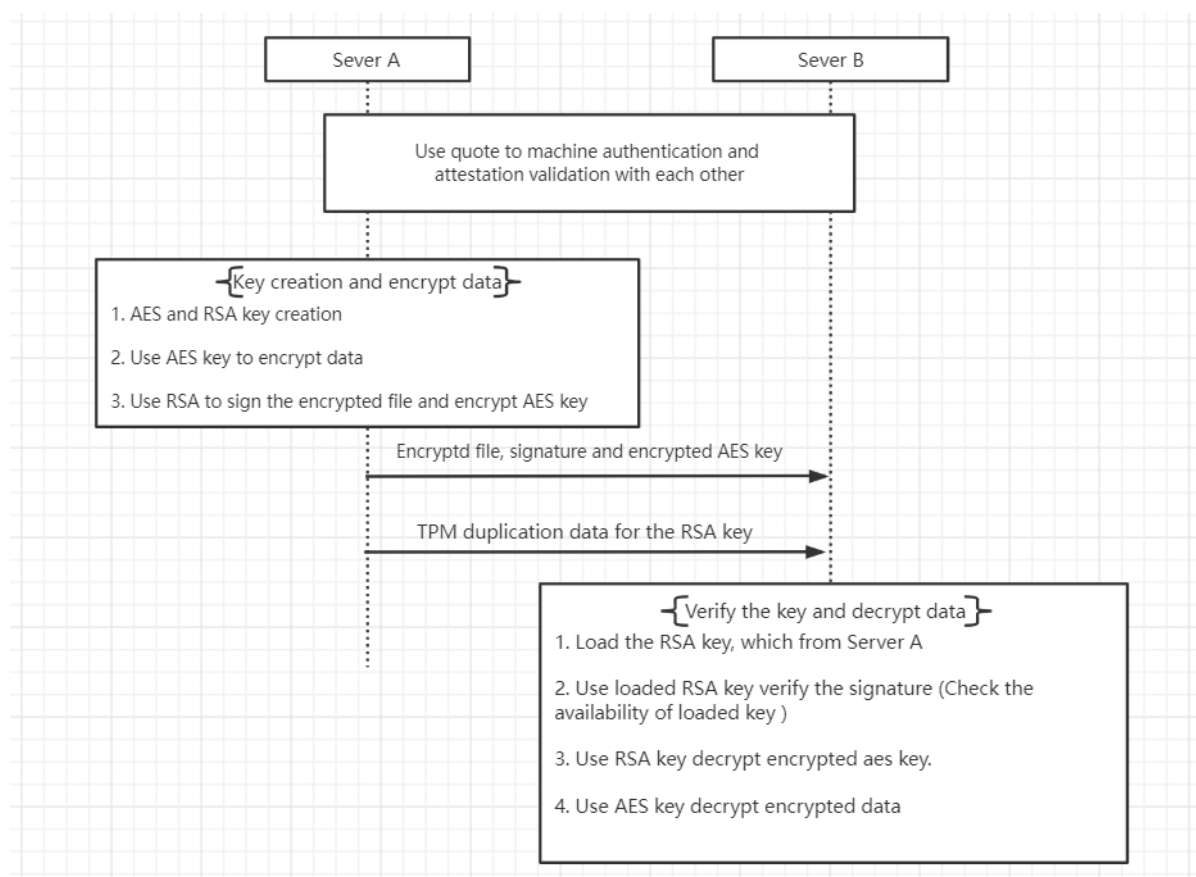 Sever A
Sever B
Use quote to machine authentication and
attestation validation with each other
Key creation and encrypt data
1. AES and RSA key creation
2. Use AES key to encrypt data
3. Use RSA to sign the encrypted file and encrypt AES key
Encryptd file, signature and encrypted AES key
TPM duplication data for the RSA key
Verify the key and decrypt data
1. Load the RSA key, which from Server A
2. Use loaded RSA key verify the signature (Check the
availability of loaded key )
3. Use RSA key decrypt encrypted aes key.
4. Use AES key decrypt encrypted data